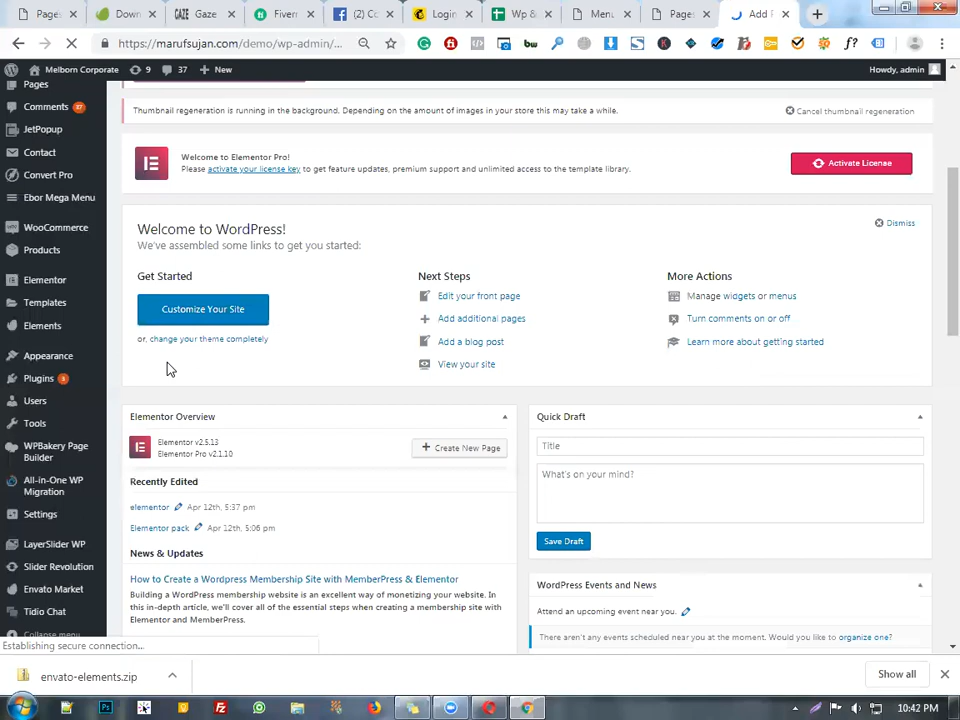 Pages
Down
GAZE Gaze
Fiverr
(2) C
Login
Wp &
Menu
Pages
Add P
https://marufsujan.com/demo/wp-admin/...
Melborn Corporate 9 37 + New Howdy, admin
Pages
Comments 37
JetPopup
Contact
Convert Pro
Ebor Mega Menu
WooCommerce
Products
Elementor
Templates
Elements
Appearance
Plugins 5
Users
Tools
WPBakery Page
Builder
All-in-One WP
Migration
Settings
LayerSlider WP
Slider Revolution
Envato Market
Tidio Chat
Collapse menu
Thumbnail regeneration is running in the background. Depending on the amount of images in your store this may take a while.
Cancel thumbnail regeneration
Welcome to Elementor Pro!
Please activate your license key to get feature updates, premium support and unlimited access to the template library.
Activate License
Welcome to WordPress!
Dismiss
We've assembled some links to get you started:
Get Started
Customize Your Site
or, change your theme completely
Next Steps
Edit your front page
Add additional pages
Add a blog post
View your site
More Actions
Manage widgets or menus
Turn comments on or off
Learn more about getting started
Elementor Overview
Elementor v2.5.13
Elementor Pro v2.1.10
+ Create New Page
Recently Edited
elementor Apr 12th, 5:37 pm
Elementor pack Apr 12th, 5:06 pm
News & Updates
How to Create a Wordpress Membership Site with MemberPress & Elementor
Building a WordPress membership website is an excellent way of monetizing your website. In
this in-depth article, we'll cover all of the essential steps when creating a membership site with
Elementor and MemberPress.
Quick Draft
Title
What's on your mind?
Save Draft
WordPress Events and News
Attend an upcoming event near you.
There aren't any events scheduled near you at the moment. Would you like to organize one?
Establishing secure connection...
envato-elements.zip
Show all
10:42 PM